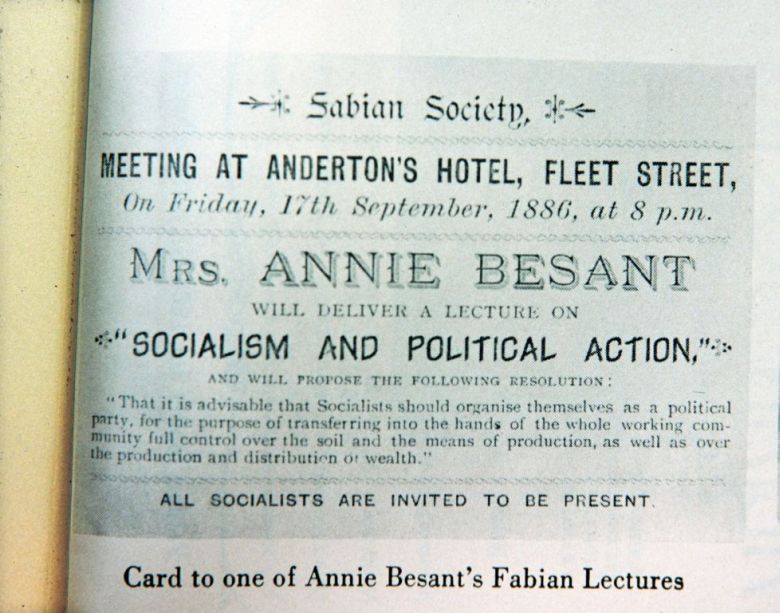 Fabian Society,
MEETING AT ANDERTON'S HOTEL, FLEET STREET,
On Friday, 17th September, 1886, at 8 p.m.
MRS. ANNIE BESANT
WILL DELIVER A LECTURE ON
"SOCIALISM AND POLITICAL ACTION,"
AND WILL PROPOSE THE FOLLOWING RESOLUTION:
"That it is advisable that Socialists should organise themselves as a political
party, for the purpose of transferring into the hands of the whole working com-
munity full control over the soil and the means of production, as well as over
the production and distribution of wealth."
ALL SOCIALISTS ARE INVITED TO BE PRESENT.
Card to one of Annie Besant's Fabian Lectures